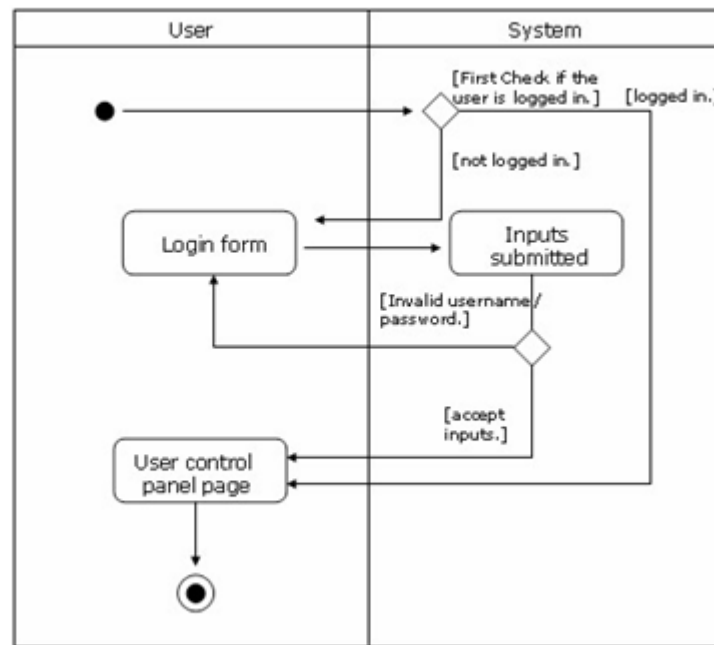 User
System
[First Check if the
user is logged in.]
[logged in.]
[not logged in.]
Login form
Inputs
submitted
[Invalid username/
password.]
[accept
inputs.]
User control
panel page